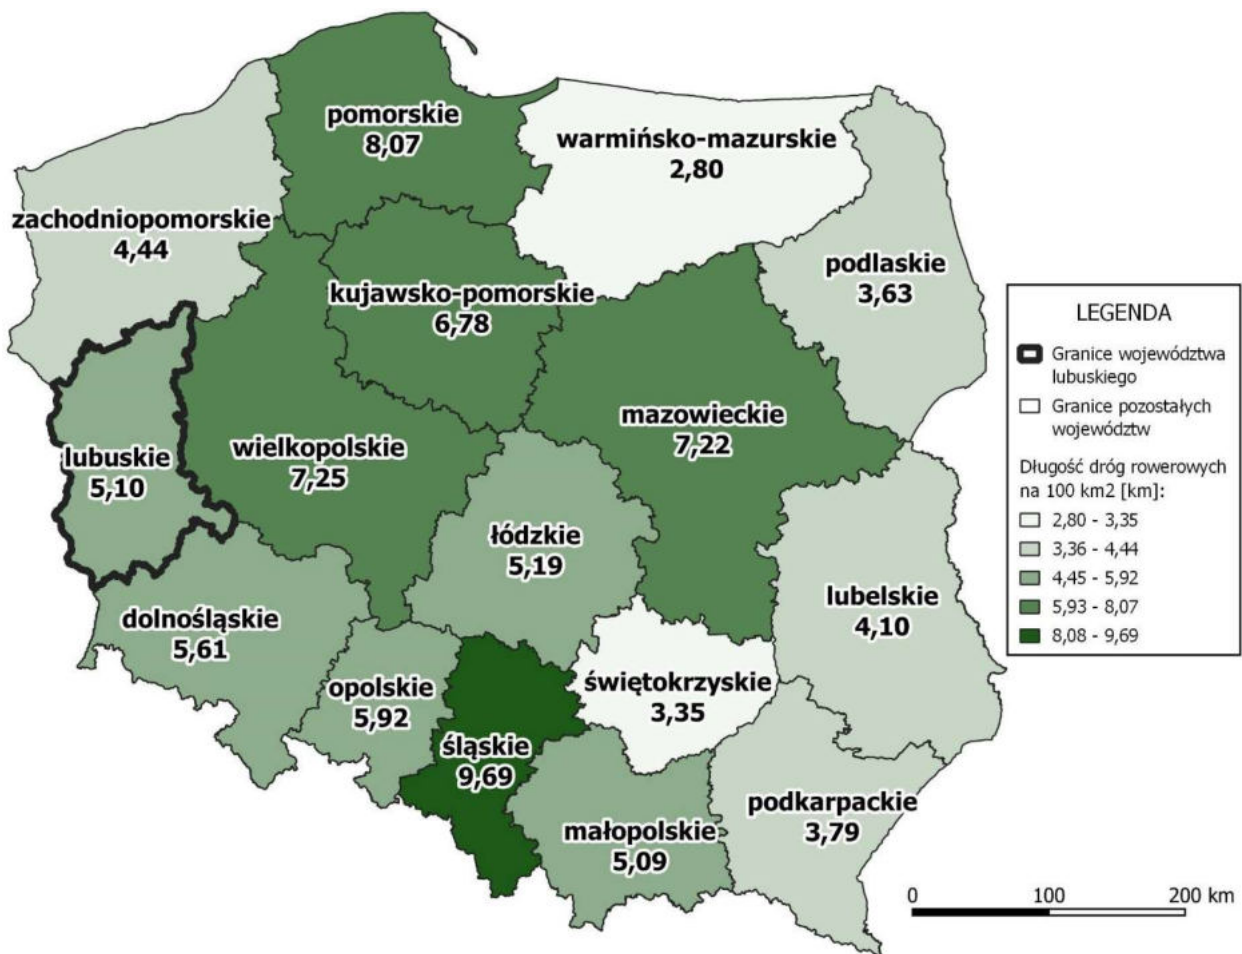 pomorskie
8,07
warmińsko-mazurskie
2,80
zachodniopomorskie
4,44
podlaskie
3,63
kujawsko-pomorskie
6,78
mazowieckie
7,22
wielkopolskie
7,25
lubuskie
5,10
łódzkie
5,19
lubelskie
4,10
dolnośląskie
5,61
opolskie
5,92
świętokrzyskie
3,35
śląskie
9,69
podkarpackie
3,79
małopolskie
5,09
LEGENDA
Granice województwa
lubuskiego
Granice pozostałych
województw
Długość dróg rowerowych
na 100 km2 [km]:
2,80 - 3,35
3,36 - 4,44
4,45 - 5,92
5,93 - 8,07
8,08 - 9,69
0 100 200 km